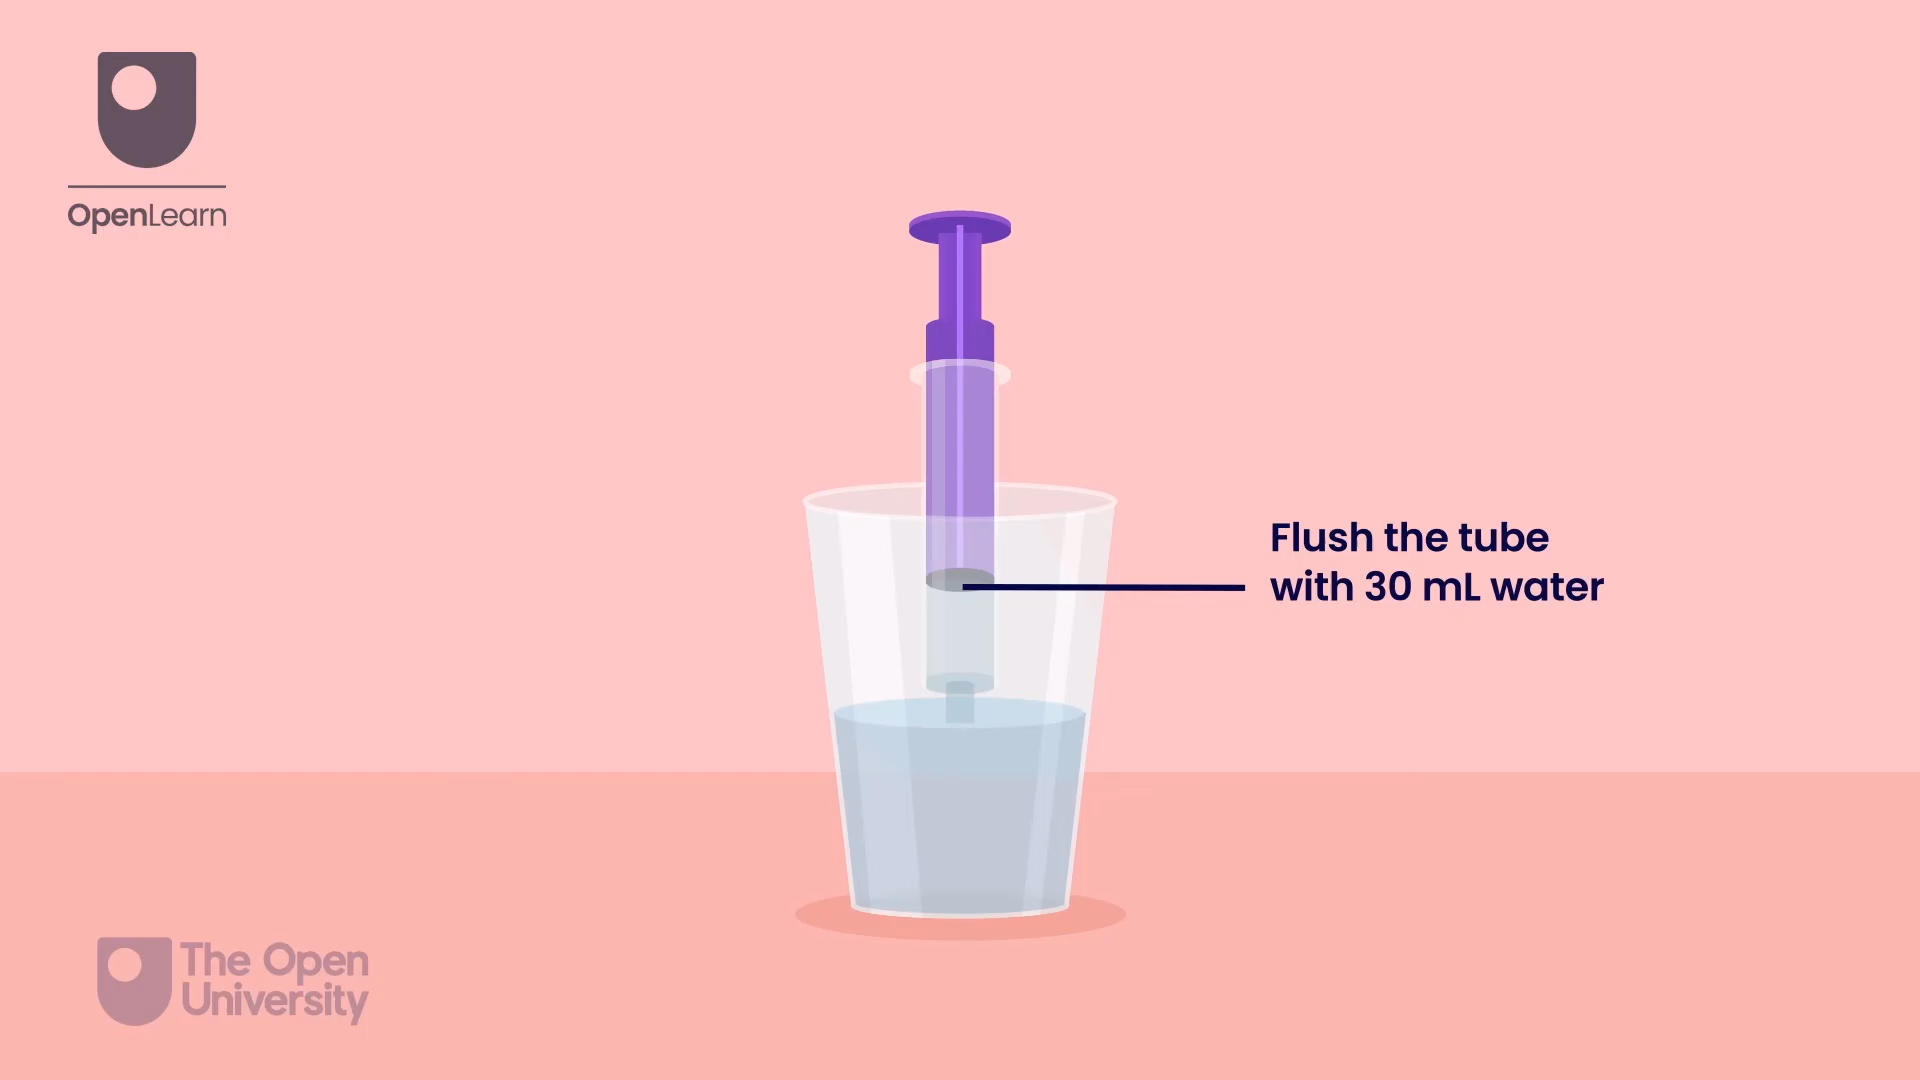 OpenLearn
Flush the tube
with 30 mL water
The Open
University